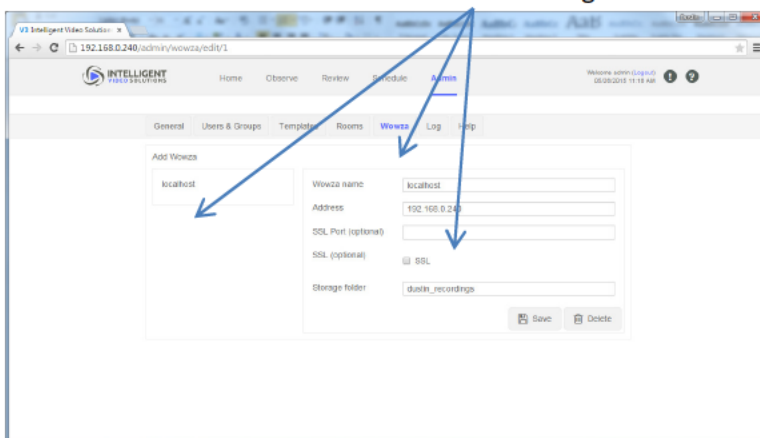 V3 Intelligent Video Solution
192.168.0.240/admin/wowza/edit/1
INTELLIGENT
VIDEO SOLUTIONS
Home Observe Review Schedule Admin
Welcome admin (Logout)
General Users & Groups Templates Rooms Wowza Log Help
Add Wowza
localhost
Wowza name localhost
Address 192.168.0.240
SSL Port (optional)
SSL (optional) SSL
Storage folder dustin_recordings
Save Delete